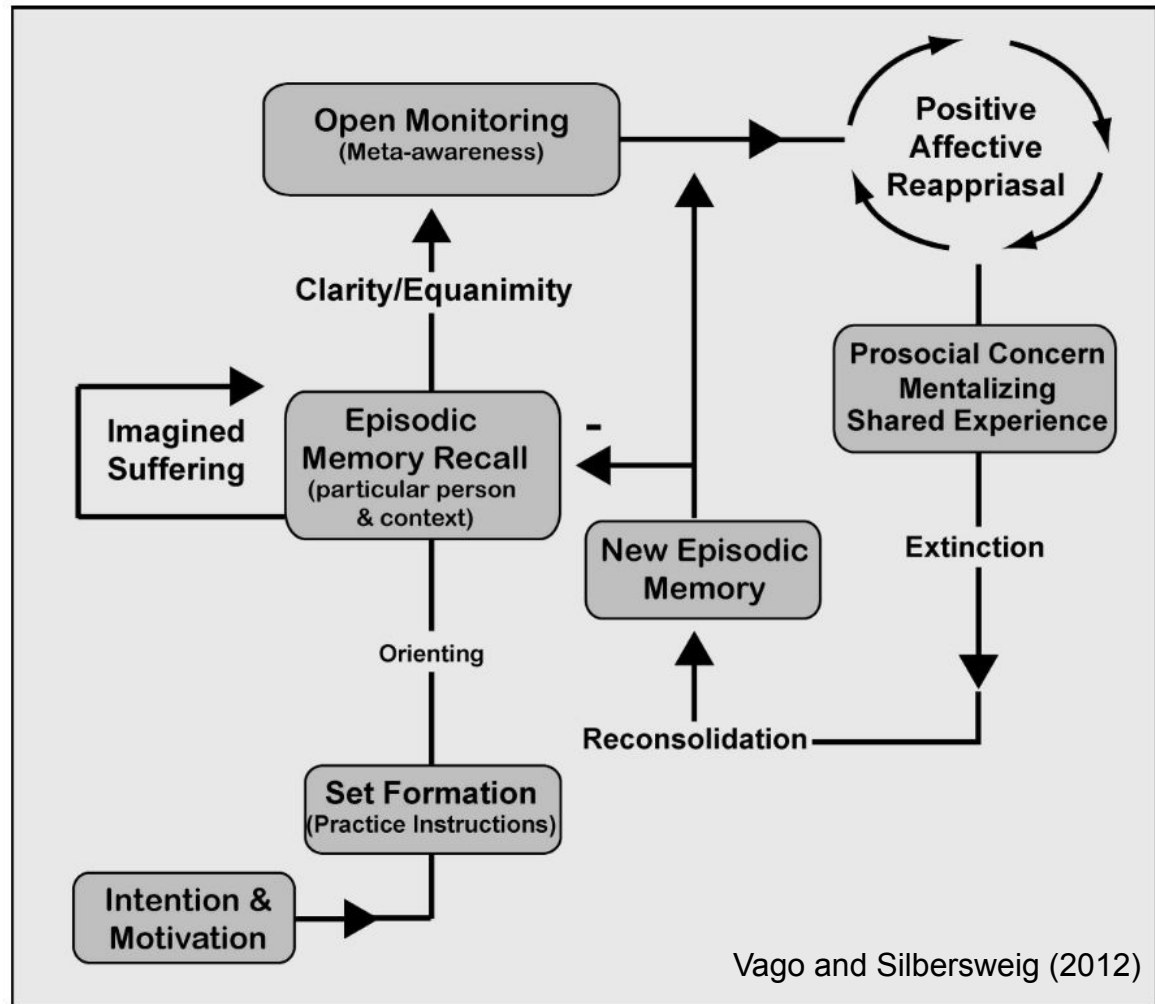 Open Monitoring
(Meta-awareness)
Positive
Affective
Reappriasal
Clarity/Equanimity
Prosocial Concern
Mentalizing
Shared Experience
Imagined
Suffering
Episodic
Memory Recall
(particular person
& context)
-
New Episodic
Memory
Extinction
Orienting
Reconsolidation
Set Formation
(Practice Instructions)
Intention &
Motivation
Vago and Silbersweig (2012)